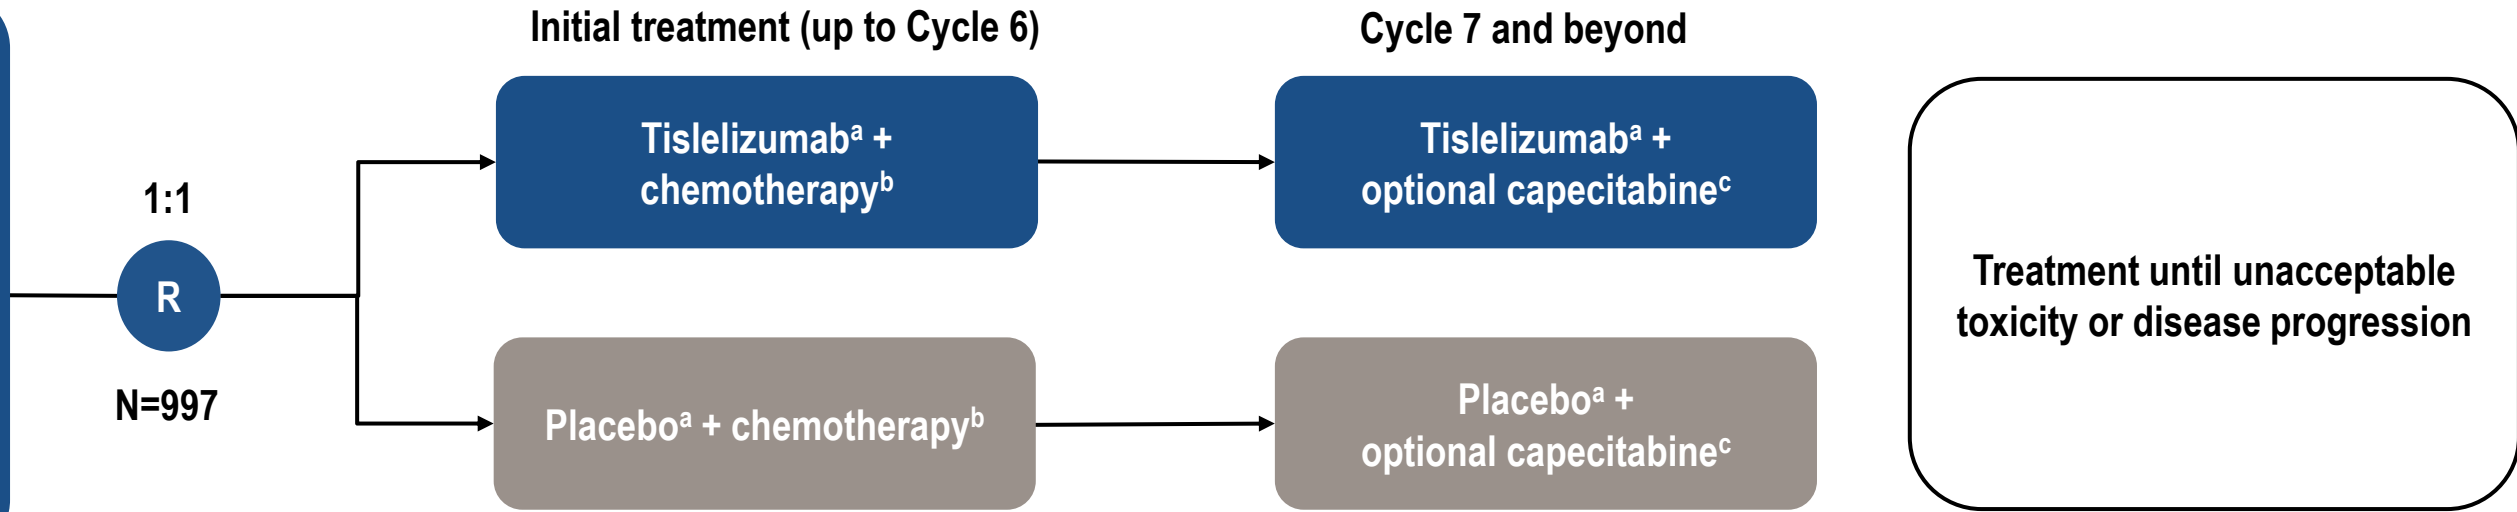 Initial treatment (up to Cycle 6)
Cycle 7 and beyond
1:1
R
N=997
Tislelizumabᵃ +
chemotherapyᵇ
Tislelizumabᵃ +
optional capecitabineᶜ
Placeboᵃ + chemotherapyᵇ
Placeboᵃ +
optional capecitabineᶜ
Treatment until unacceptable
toxicity or disease progression